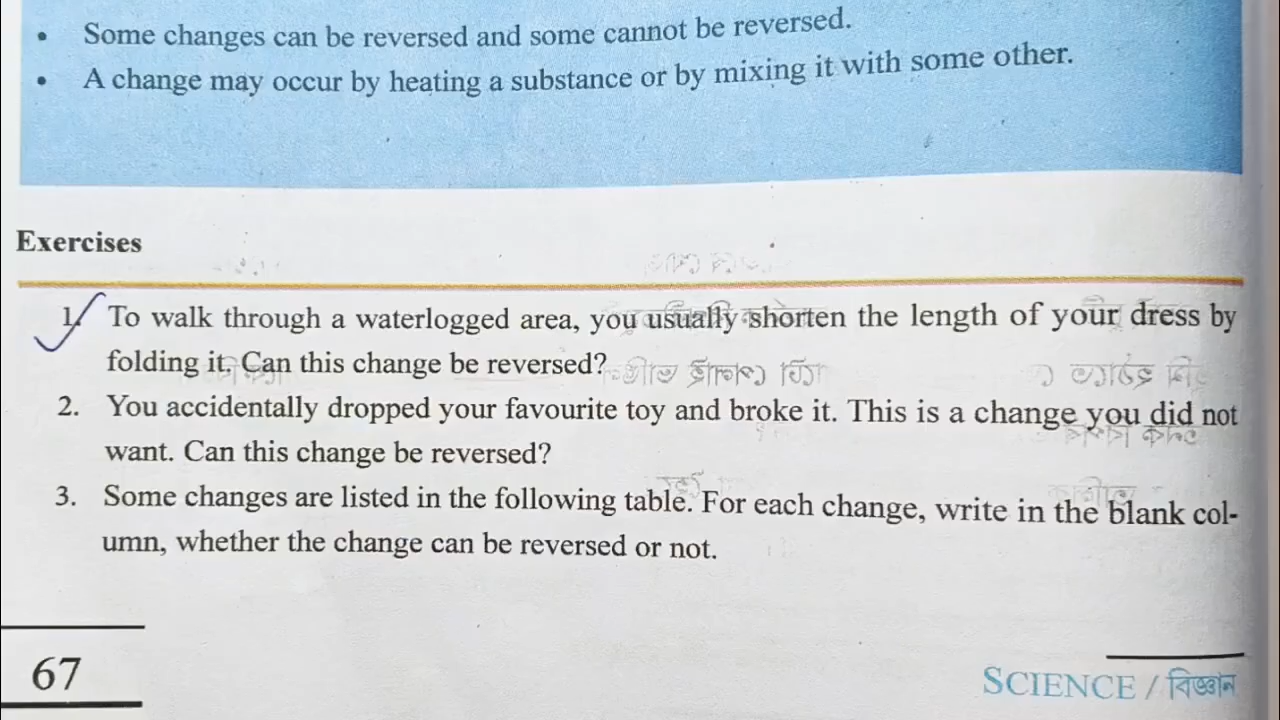 • Some changes can be reversed and some cannot be reversed.
• A change may occur by heating a substance or by mixing it with some other.
Exercises
1. To walk through a waterlogged area, you usually shorten the length of your dress by
folding it. Can this change be reversed?
2. You accidentally dropped your favourite toy and broke it. This is a change you did not
want. Can this change be reversed?
3. Some changes are listed in the following table. For each change, write in the blank col-
umn, whether the change can be reversed or not.
67
SCIENCE / বিজ্ঞান